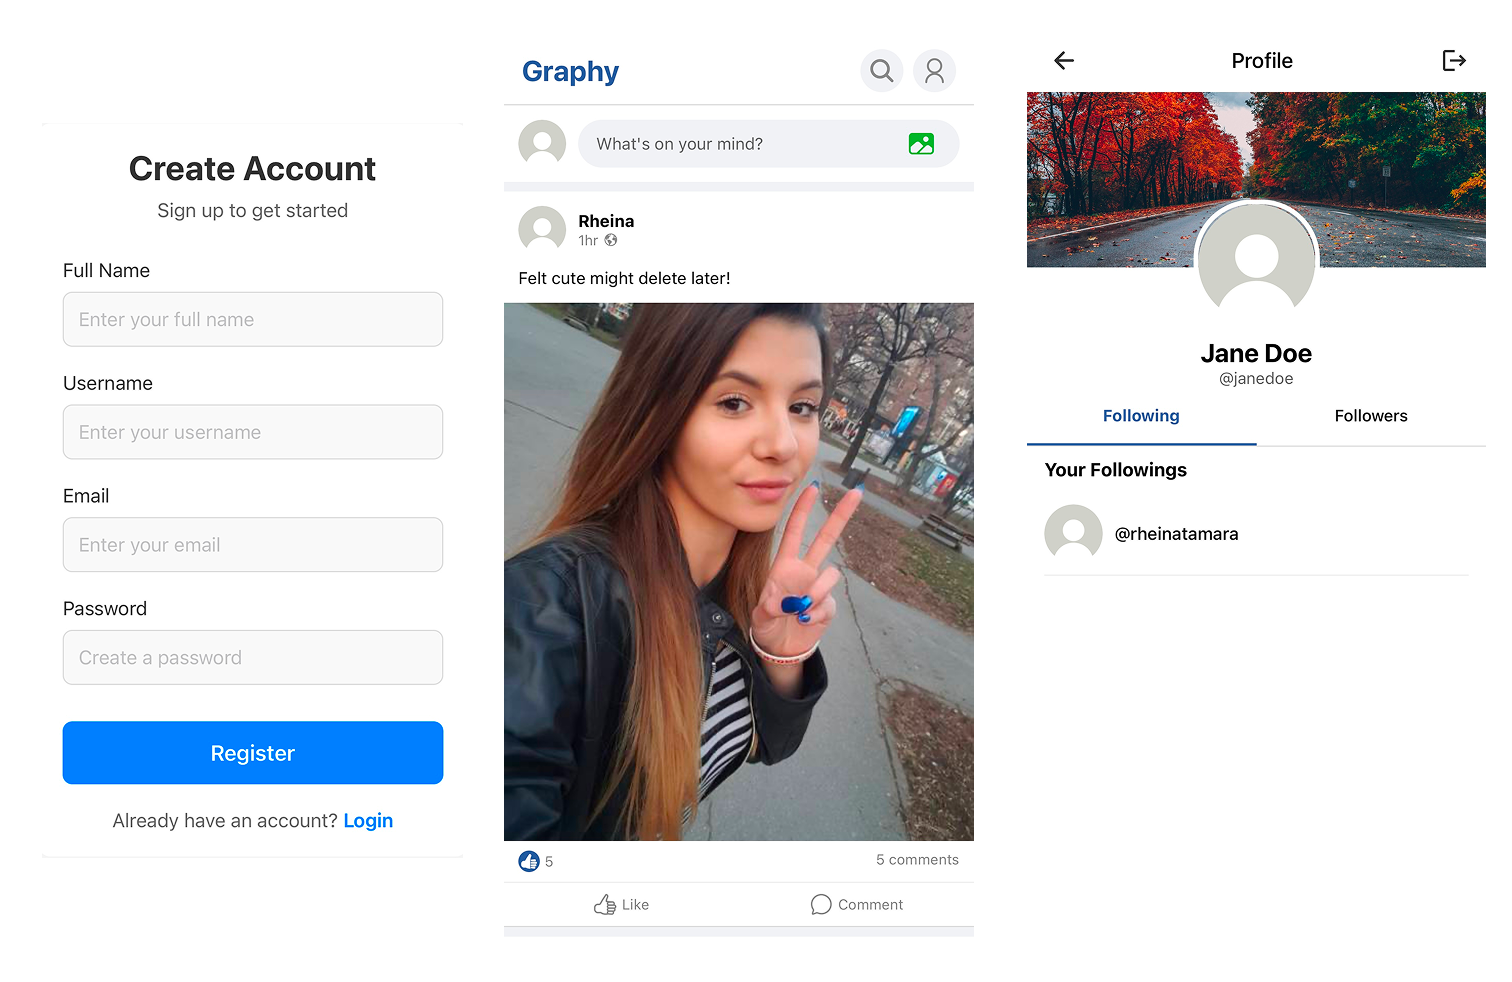 Create Account
Sign up to get started
Full Name
Enter your full name
Username
Enter your username
Email
Enter your email
Password
Create a password
Register
Already have an account? Login
Graphy
What's on your mind?
Rheina
1hr
Felt cute might delete later!
5
5 comments
Like
Comment
Profile
Jane Doe
@janedoe
Following
Followers
Your Followings
@rheinatamara